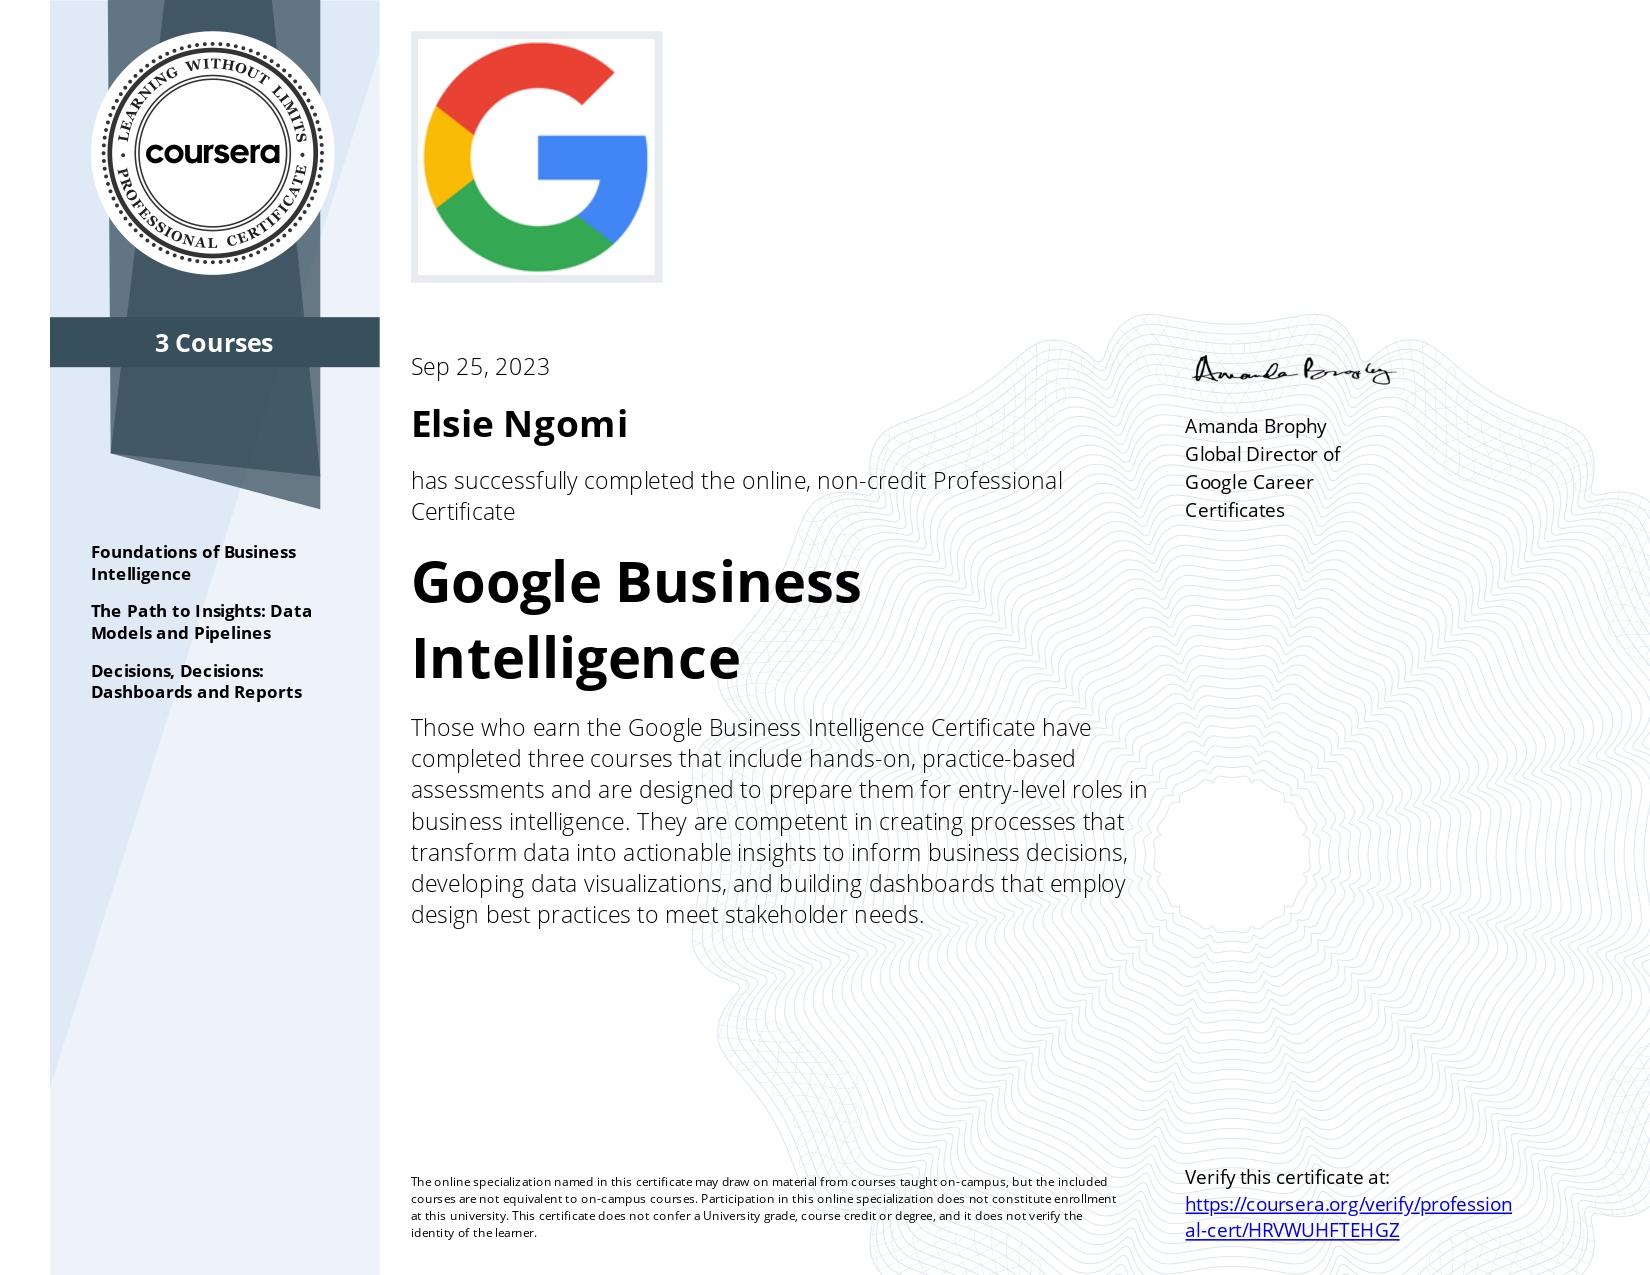 LEARNING WITHOUT LIMITS
coursera
PROFESSIONAL CERTIFICATE
3 Courses
Foundations of Business
Intelligence
The Path to Insights: Data
Models and Pipelines
Decisions, Decisions:
Dashboards and Reports
Sep 25, 2023
Elsie Ngomi
has successfully completed the online, non-credit Professional
Certificate
Google Business
Intelligence
Those who earn the Google Business Intelligence Certificate have
completed three courses that include hands-on, practice-based
assessments and are designed to prepare them for entry-level roles in
business intelligence. They are competent in creating processes that
transform data into actionable insights to inform business decisions,
developing data visualizations, and building dashboards that employ
design best practices to meet stakeholder needs.
Amanda Brophy
Amanda Brophy
Global Director of
Google Career
Certificates
The online specialization named in this certificate may draw on material from courses taught on-campus, but the included
courses are not equivalent to on-campus courses. Participation in this online specialization does not constitute enrollment
at this university. This certificate does not confer a University grade, course credit or degree, and it does not verify the
identity of the learner.
Verify this certificate at:
https://coursera.org/verify/profession
al-cert/HRVWUHFTEHGZ